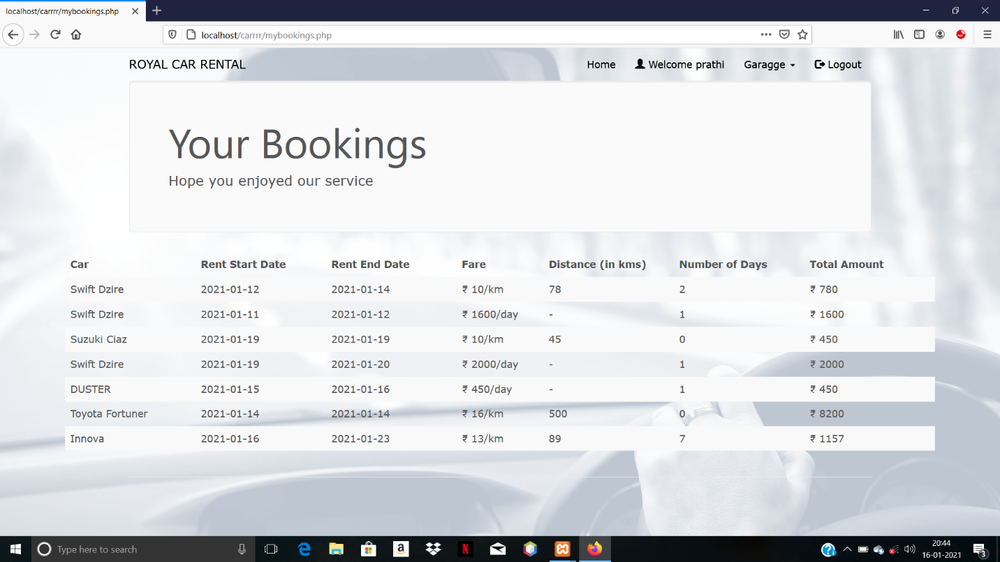 localhost/carrrr/mybookings.php
localhost/carrrr/mybookings.php
ROYAL CAR RENTAL Home Welcome prathi Garagge Logout
Your Bookings
Hope you enjoyed our service
Car Rent Start Date Rent End Date Fare Distance (in kms) Number of Days Total Amount
Swift Dzire 2021-01-12 2021-01-14 ₹ 10/km 78 2 ₹ 780
Swift Dzire 2021-01-11 2021-01-12 ₹ 1600/day - 1 ₹ 1600
Suzuki Ciaz 2021-01-19 2021-01-19 ₹ 10/km 45 0 ₹ 450
Swift Dzire 2021-01-19 2021-01-20 ₹ 2000/day - 1 ₹ 2000
DUSTER 2021-01-15 2021-01-16 ₹ 450/day - 1 ₹ 450
Toyota Fortuner 2021-01-14 2021-01-14 ₹ 16/km 500 0 ₹ 8200
Innova 2021-01-16 2021-01-23 ₹ 13/km 89 7 ₹ 1157
Type here to search
20:44
16-01-2021
3